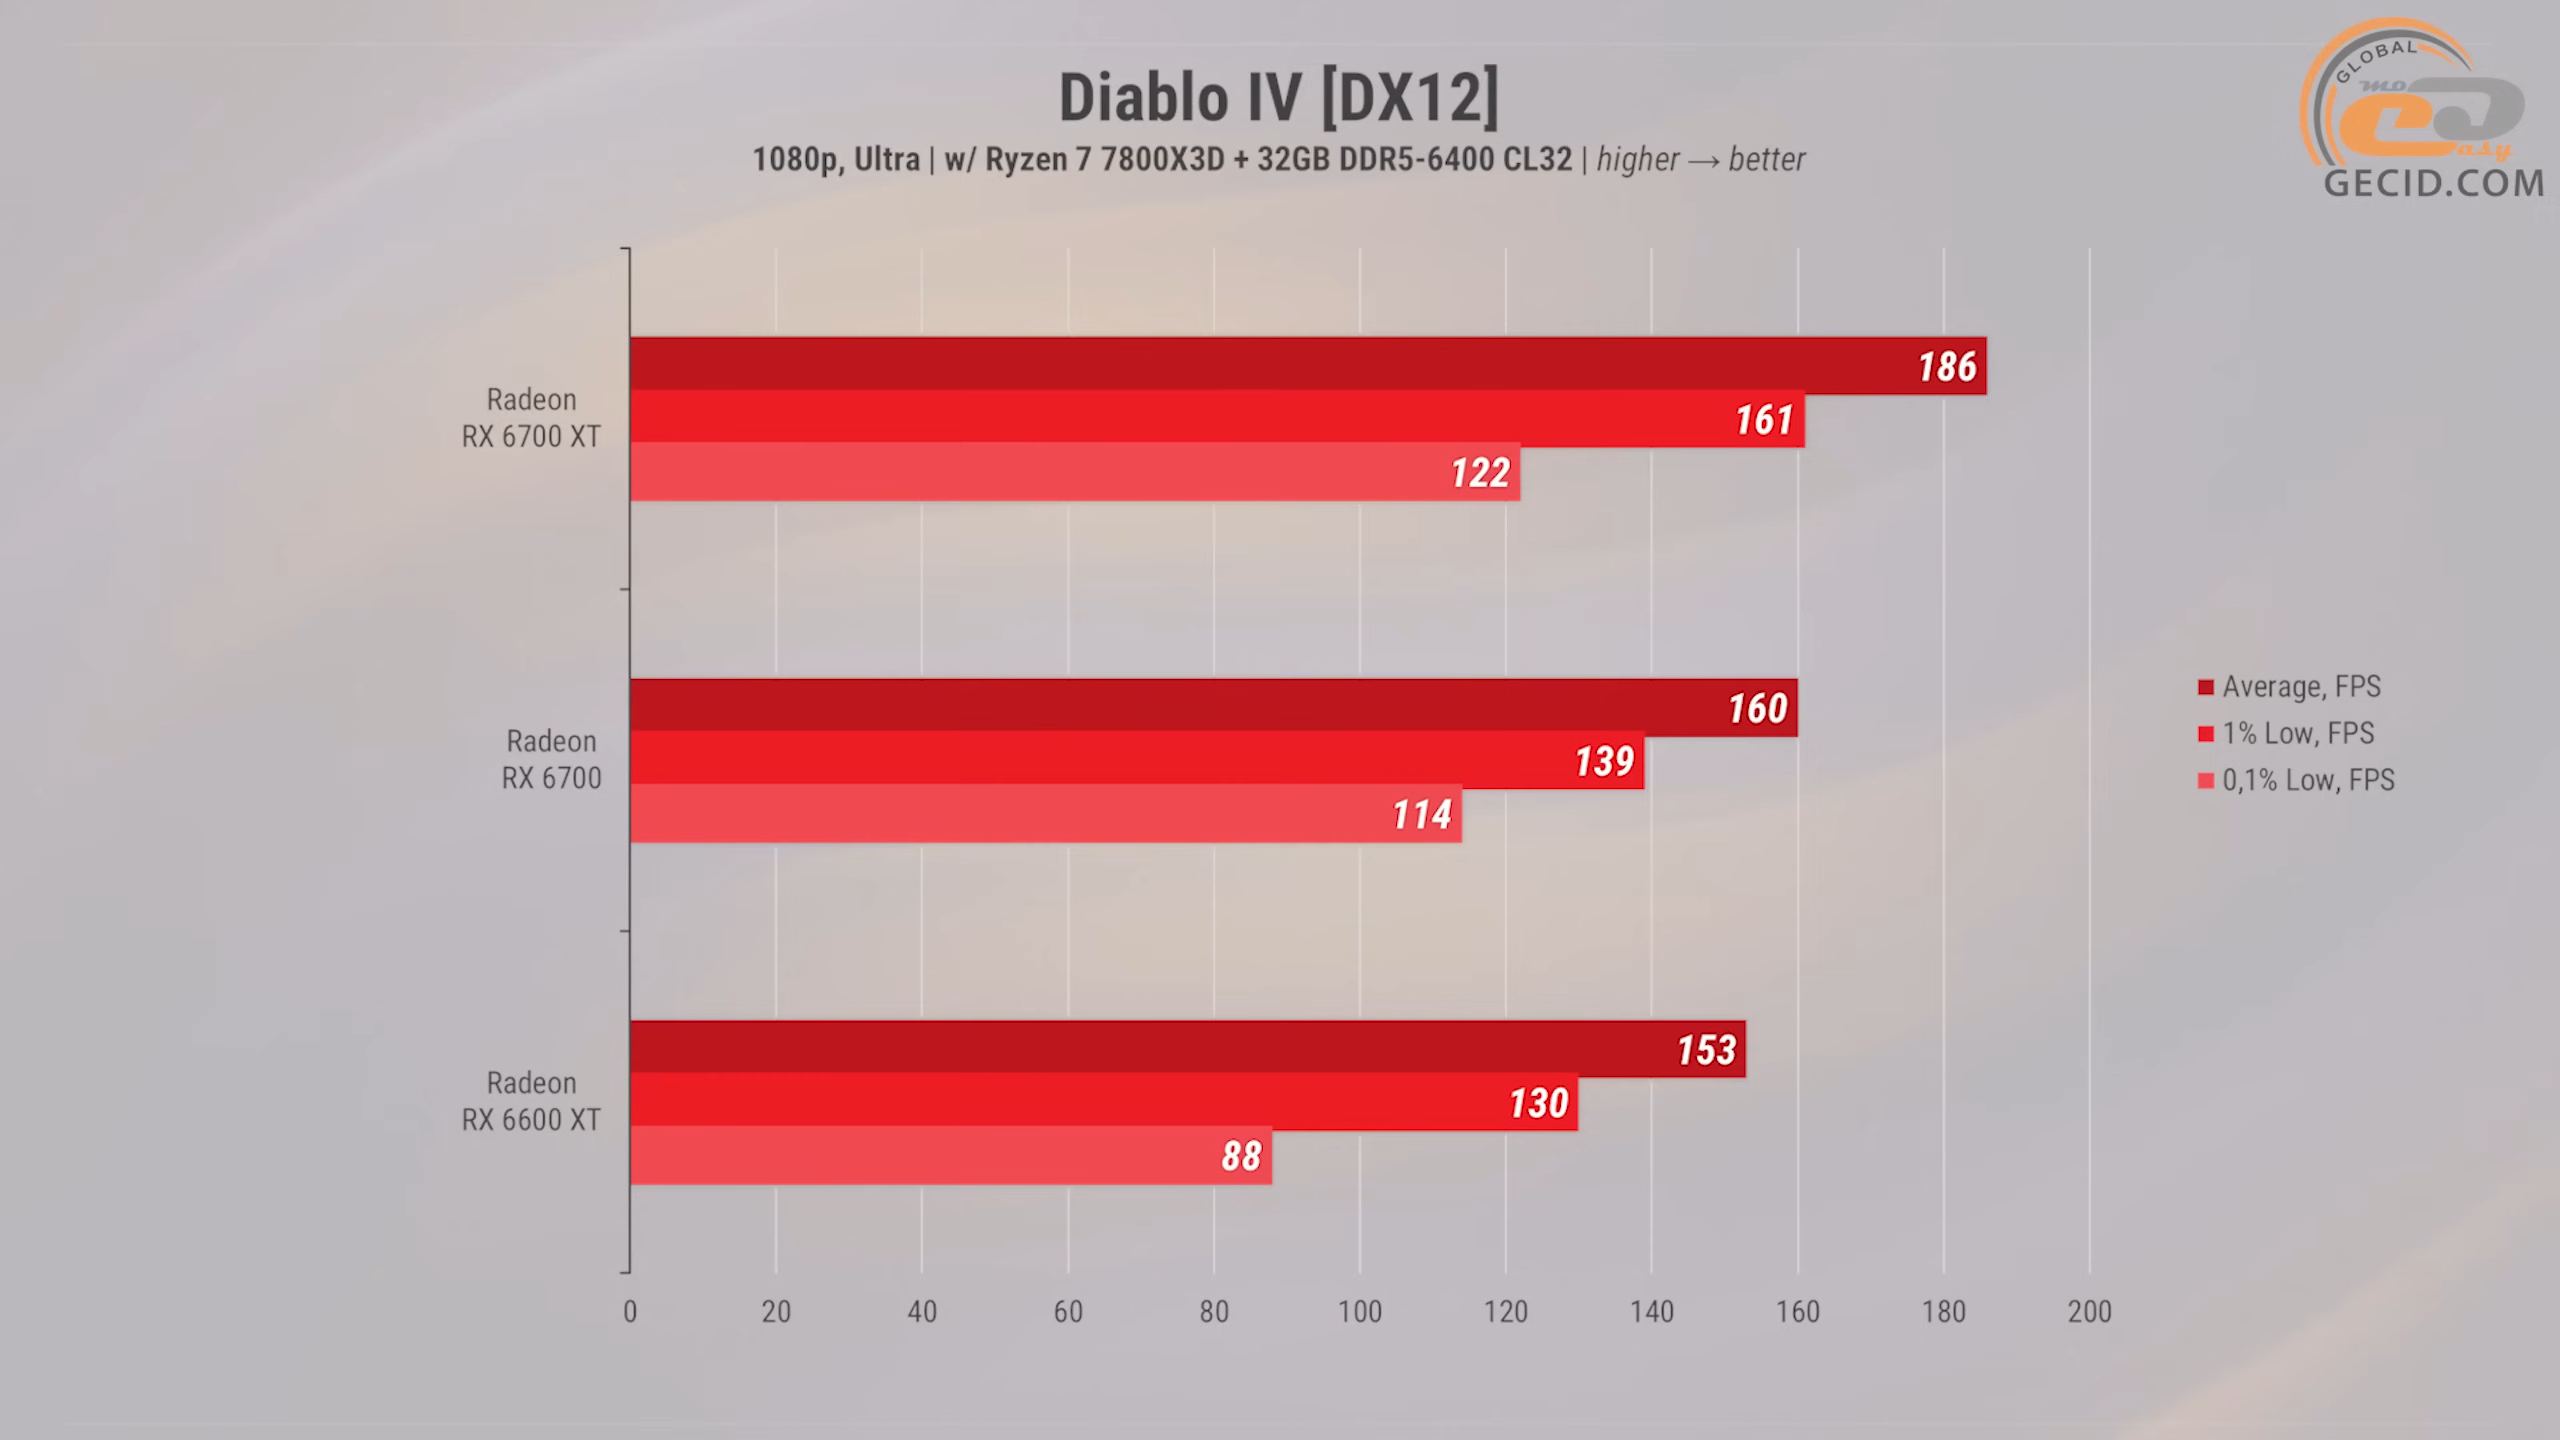 Diablo IV [DX12]
1080p, Ultra | w/ Ryzen 7 7800X3D + 32GB DDR5-6400 CL32 | higher → better
GLOBAL
mo
easy
GECID.COM
Radeon
RX 6700 XT
186
161
122
Radeon
RX 6700
160
139
114
Radeon
RX 6600 XT
153
130
88
Average, FPS
1% Low, FPS
0,1% Low, FPS
0 20 40 60 80 100 120 140 160 180 200